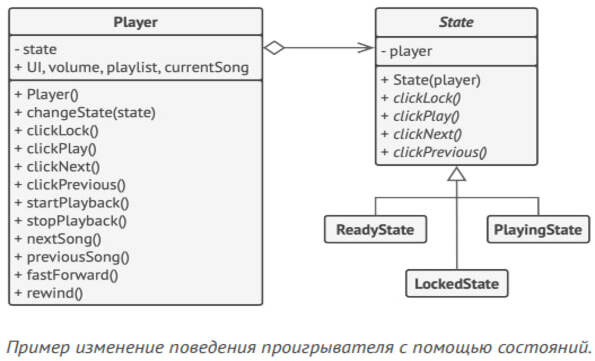 Player
- state
+ UI, volume, playlist, currentSong
+ Player()
+ changeState(state)
+ clickLock()
+ clickPlay()
+ clickNext()
+ clickPrevious()
+ startPlayback()
+ stopPlayback()
+ nextSong()
+ previousSong()
+ fastForward()
+ rewind()
State
- player
+ State(player)
+ clickLock()
+ clickPlay()
+ clickNext()
+ clickPrevious()
ReadyState
PlayingState
LockedState
Пример изменение поведения проигрывателя с помощью состояний.